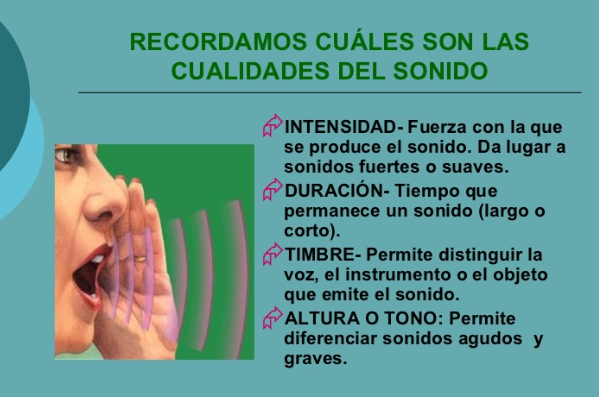 RECORDAMOS CUÁLES SON LAS
CUALIDADES DEL SONIDO
INTENSIDAD- Fuerza con la que
se produce el sonido. Da lugar a
sonidos fuertes o suaves.
DURACIÓN- Tiempo que
permanece un sonido (largo o
corto).
TIMBRE- Permite distinguir la
voz, el instrumento o el objeto
que emite el sonido.
ALTURA O TONO: Permite
diferenciar sonidos agudos y
graves.